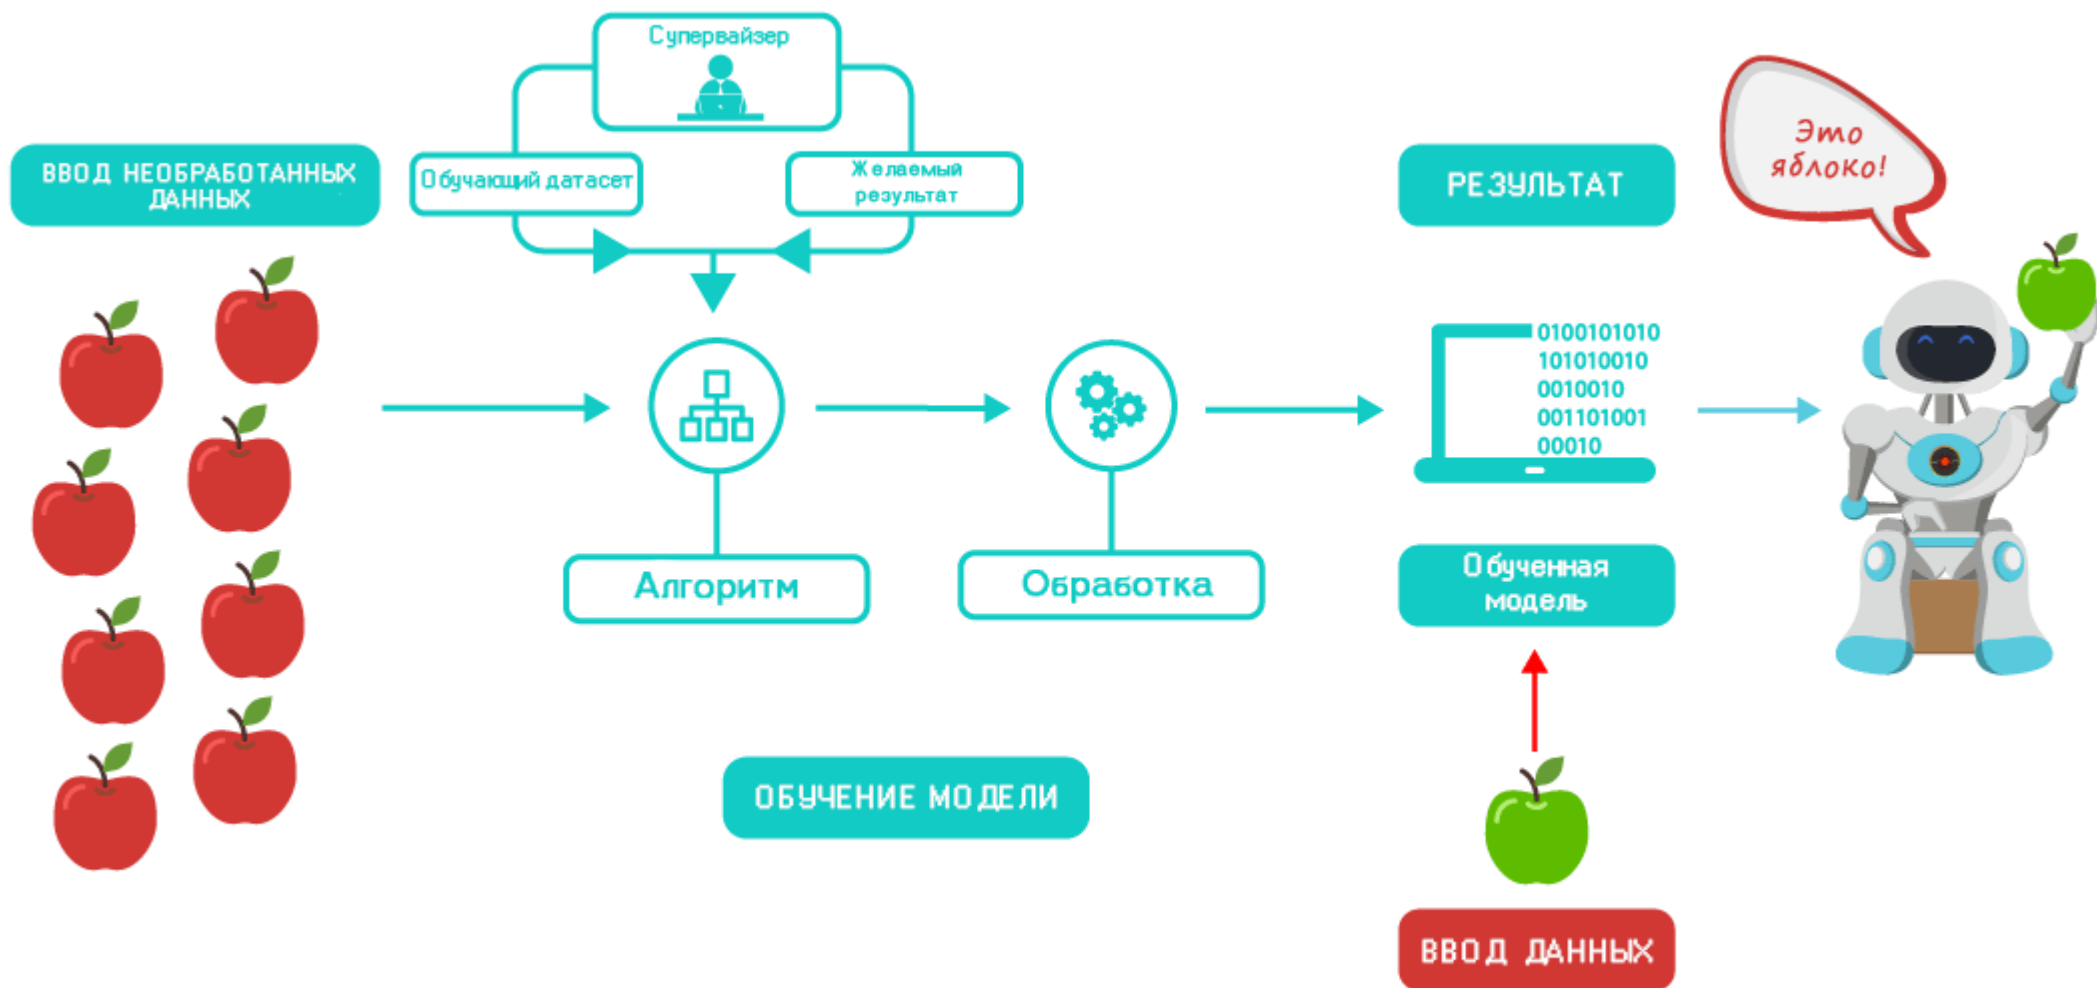 Супервайзер
ВВОД НЕОБРАБОТАННЫХ
ДАННЫХ
Обучающий датасет
Желаемый
результат
РЕЗУЛЬТАТ
Это
яблоко!
0100101010
101010010
0010010
001101001
00010
Алгоритм
Обработка
Обученная
модель
ОБУЧЕНИЕ МОДЕЛИ
ВВОД ДАННЫХ